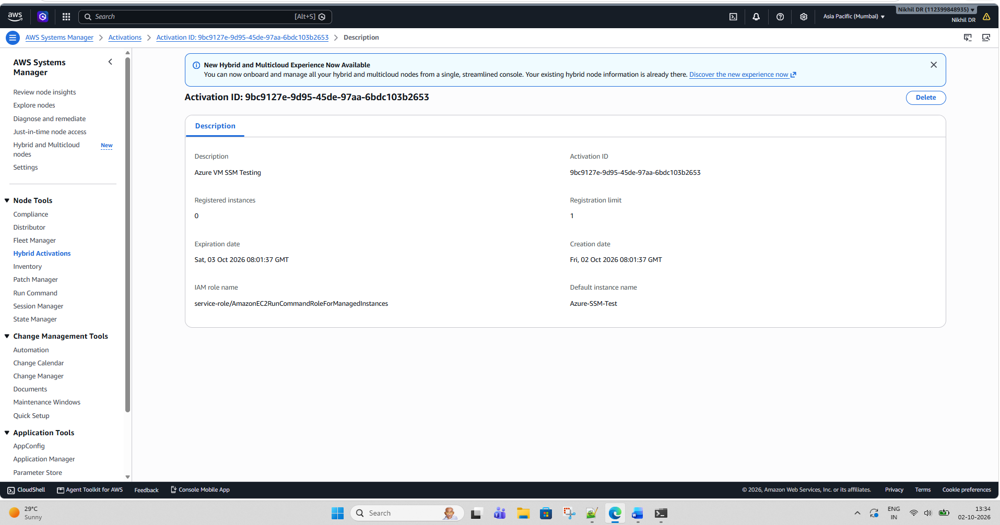 aws
Search
[Alt+S]
Asia Pacific (Mumbai)
Nikhil DR (112399848935)
Nikhil DR
AWS Systems Manager
Activations
Activation ID: 9bc9127e-9d95-45de-97aa-6bdc103b2653
Description
AWS Systems
Manager
Review node insights
Explore nodes
Diagnose and remediate
Just-in-time node access
Hybrid and Multicloud
nodes
New
Settings
Node Tools
Compliance
Distributor
Fleet Manager
Hybrid Activations
Inventory
Patch Manager
Run Command
Session Manager
State Manager
Change Management Tools
Automation
Change Calendar
Change Manager
Documents
Maintenance Windows
Quick Setup
Application Tools
AppConfig
Application Manager
Parameter Store
New Hybrid and Multicloud Experience Now Available
You can now onboard and manage all your hybrid and multicloud nodes from a single, streamlined console. Your existing hybrid node information is already there. Discover the new experience now
Activation ID: 9bc9127e-9d95-45de-97aa-6bdc103b2653
Delete
Description
Description
Azure VM SSM Testing
Activation ID
9bc9127e-9d95-45de-97aa-6bdc103b2653
Registered instances
0
Registration limit
1
Expiration date
Sat, 03 Oct 2026 08:01:37 GMT
Creation date
Fri, 02 Oct 2026 08:01:37 GMT
IAM role name
service-role/AmazonEC2RunCommandRoleForManagedInstances
Default instance name
Azure-SSM-Test
CloudShell
Agent Toolkit for AWS
Feedback
Console Mobile App
© 2026, Amazon Web Services, Inc. or its affiliates.
Privacy
Terms
Cookie preferences
29°C
Sunny
Search
ENG
IN
13:34
02-10-2026